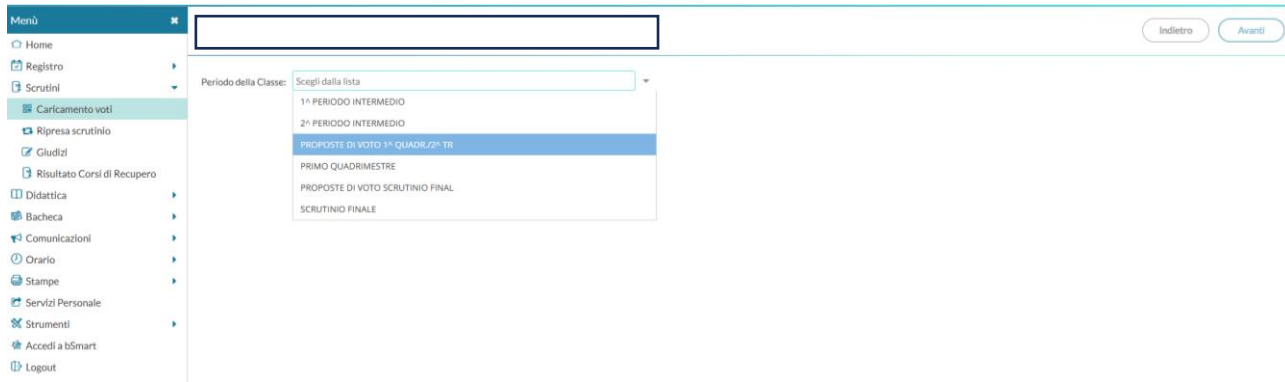 Menù
Home
Registro
Scrutini
Caricamento voti
Ripresa scrutinio
Giudizi
Risultato Corsi di Recupero
Didattica
Bacheca
Comunicazioni
Orario
Stampe
Servizi Personale
Strumenti
Accedi a bSmart
Logout
Indietro
Avanti
Periodo della Classe: Scegli dalla lista
1^ PERIODO INTERMEDIO
2^ PERIODO INTERMEDIO
PROPOSTE DI VOTO 1^ QUADR./2^ TR
PRIMO QUADRIMESTRE
PROPOSTE DI VOTO SCRUTINIO FINAL
SCRUTINIO FINALE